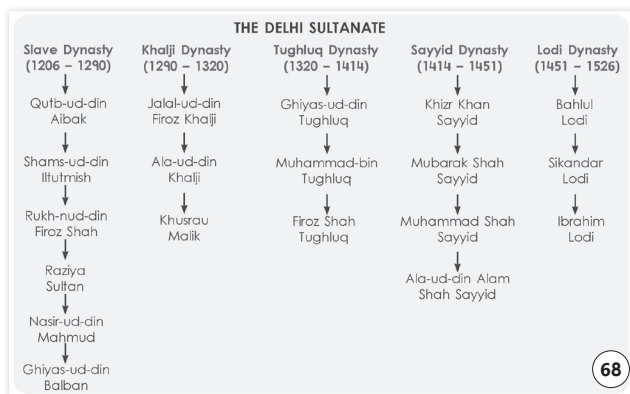 THE DELHI SULTANATE
Slave Dynasty
(1206 – 1290)
Qutb-ud-din
Aibak
Shams-ud-din
Iltutmish
Rukh-nud-din
Firoz Shah
Raziya
Sultan
Nasir-ud-din
Mahmud
Ghiyas-ud-din
Balban
Khalji Dynasty
(1290 – 1320)
Jalal-ud-din
Firoz Khalji
Ala-ud-din
Khalji
Khusrau
Malik
Tughluq Dynasty
(1320 – 1414)
Ghiyas-ud-din
Tughluq
Muhammad-bin
Tughluq
Firoz Shah
Tughluq
Sayyid Dynasty
(1414 – 1451)
Khizr Khan
Sayyid
Mubarak Shah
Sayyid
Muhammad Shah
Sayyid
Ala-ud-din Alam
Shah Sayyid
Lodi Dynasty
(1451 – 1526)
Bahlul
Lodi
Sikandar
Lodi
Ibrahim
Lodi
68